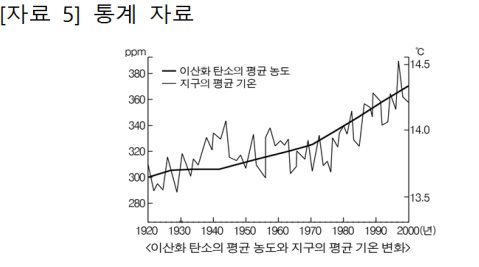 [자료 5] 통계 자료
ppm
℃
380
360
340
320
300
280
이산화 탄소의 평균 농도
지구의 평균 기온
14.5
14.0
13.5
1920 1930 1940 1950 1960 1970 1980 1990 2000(년)
<이산화 탄소의 평균 농도와 지구의 평균 기온 변화>